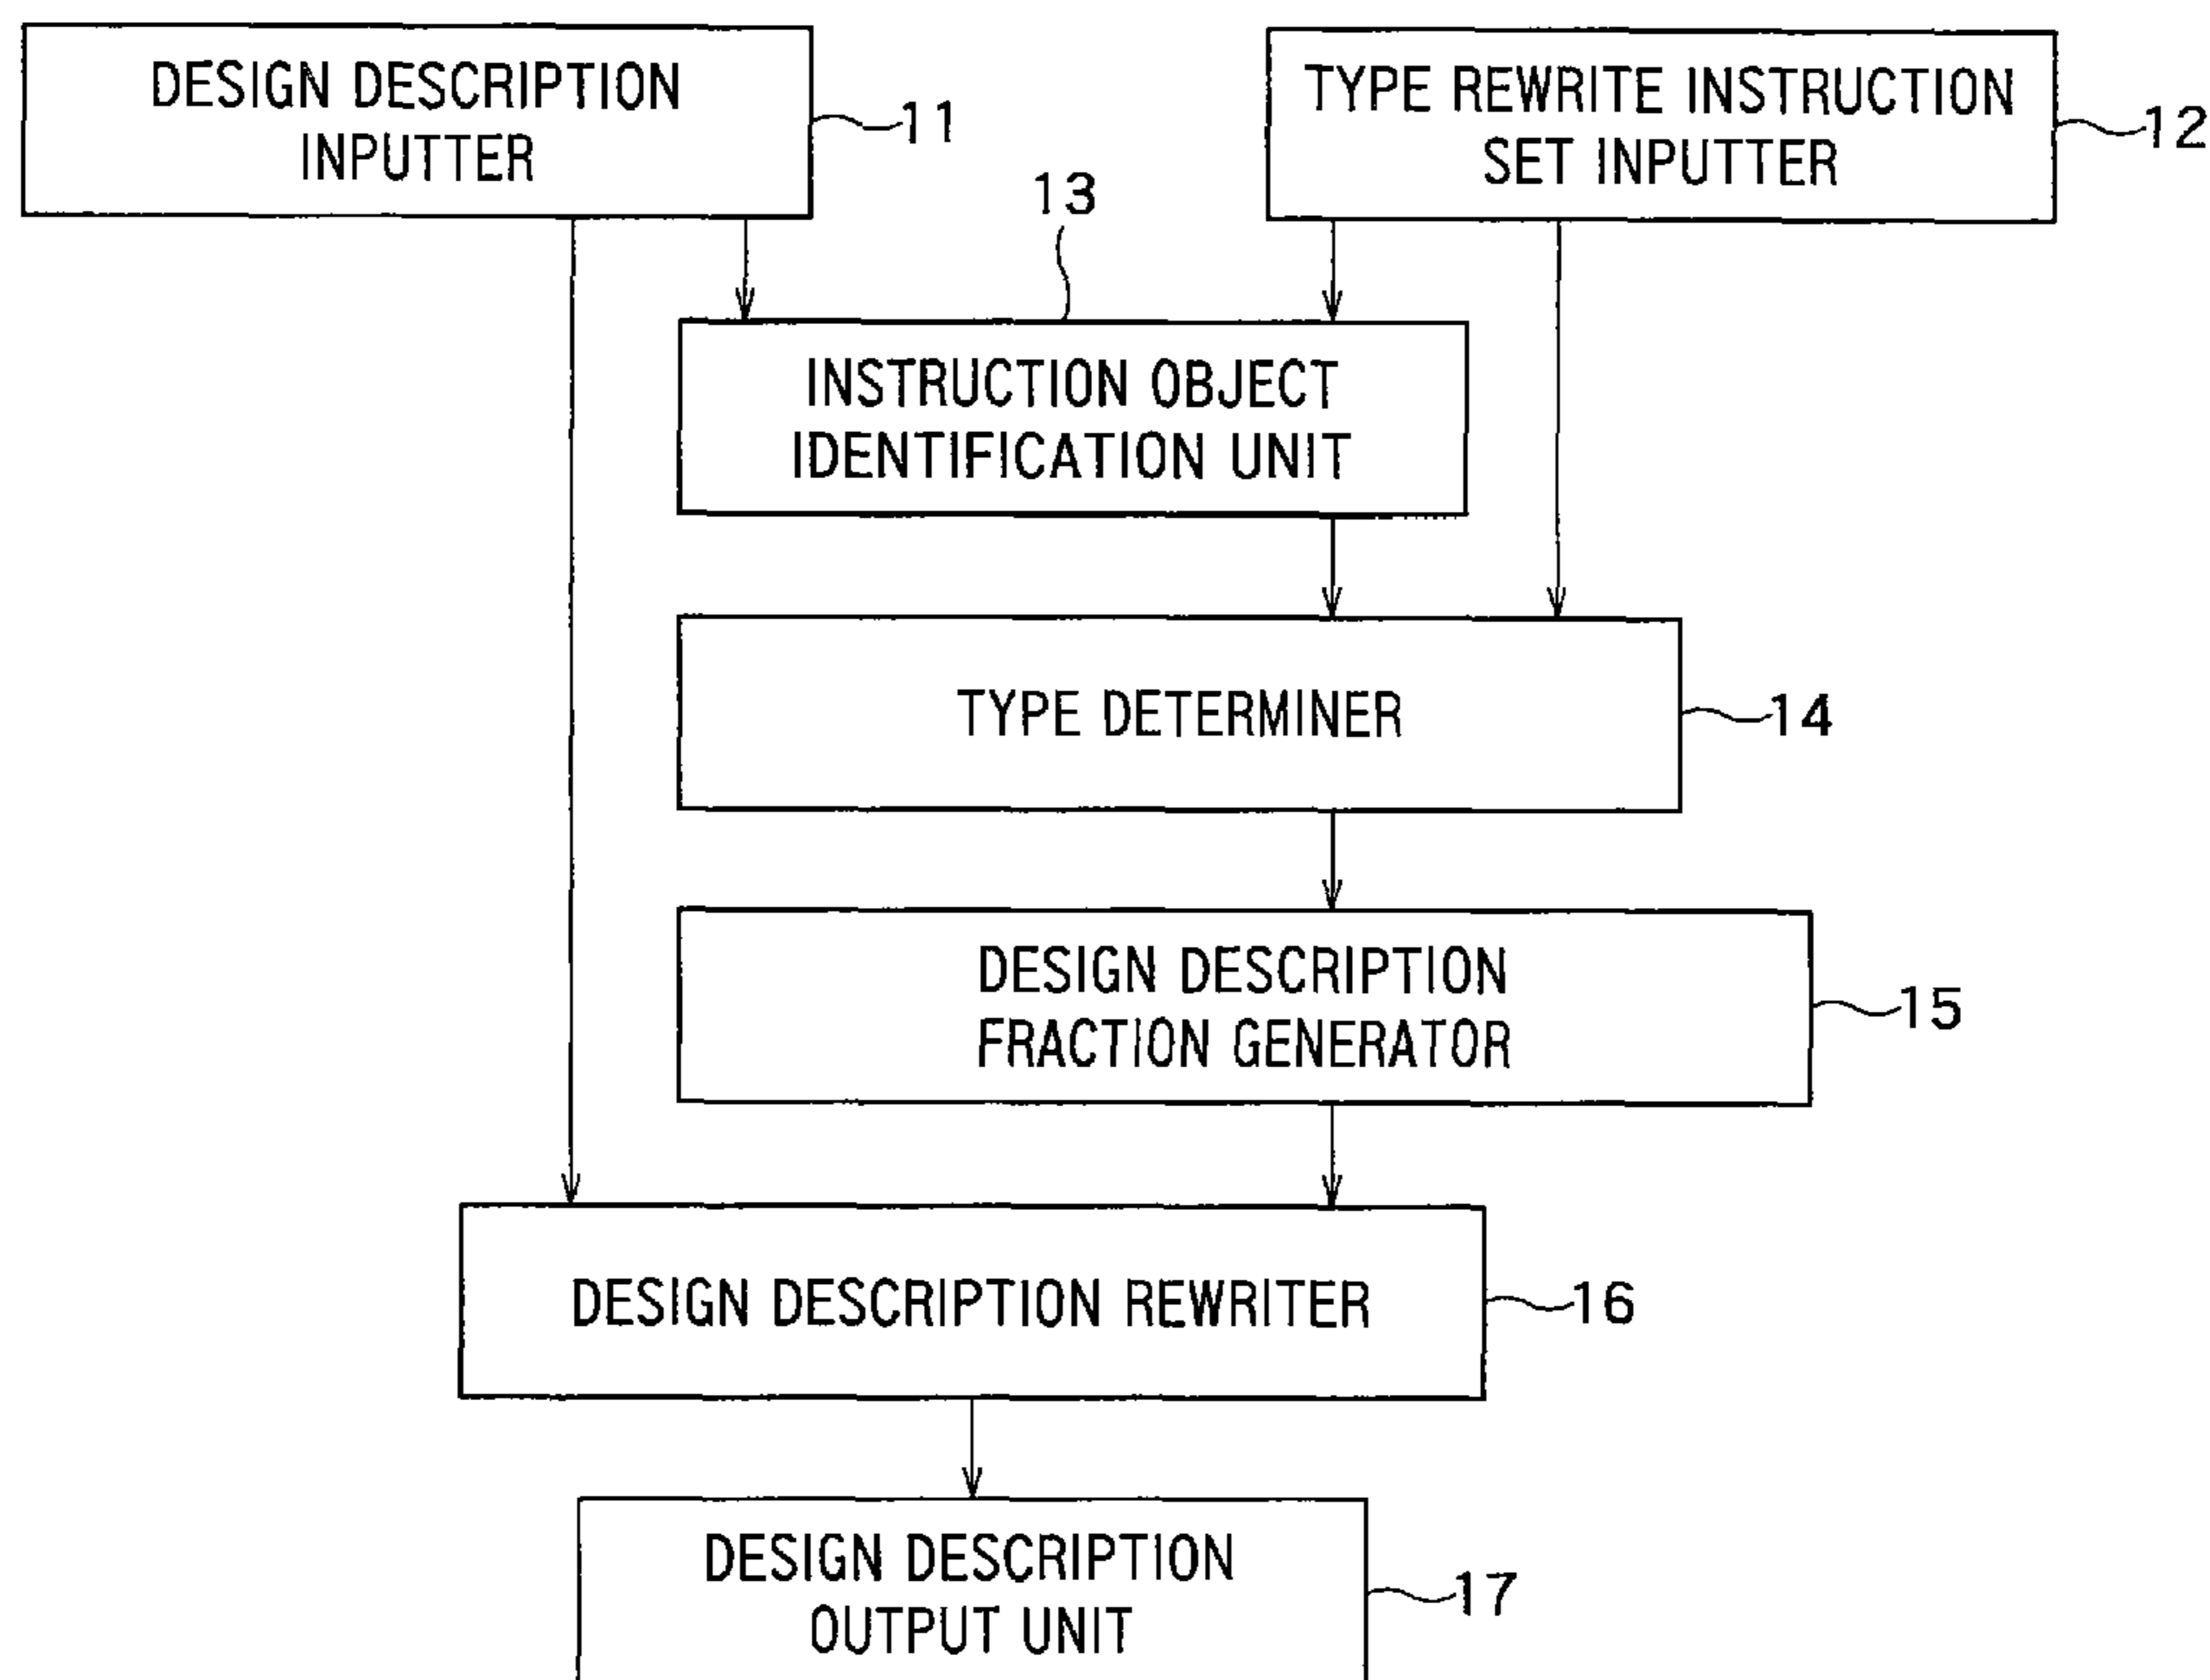 DESIGN DESCRIPTION
INPUTTER
11
TYPE REWRITE INSTRUCTION
SET INPUTTER
12
13
INSTRUCTION OBJECT
IDENTIFICATION UNIT
TYPE DETERMINER
14
DESIGN DESCRIPTION
FRACTION GENERATOR
15
DESIGN DESCRIPTION REWRITER
16
DESIGN DESCRIPTION
OUTPUT UNIT
17